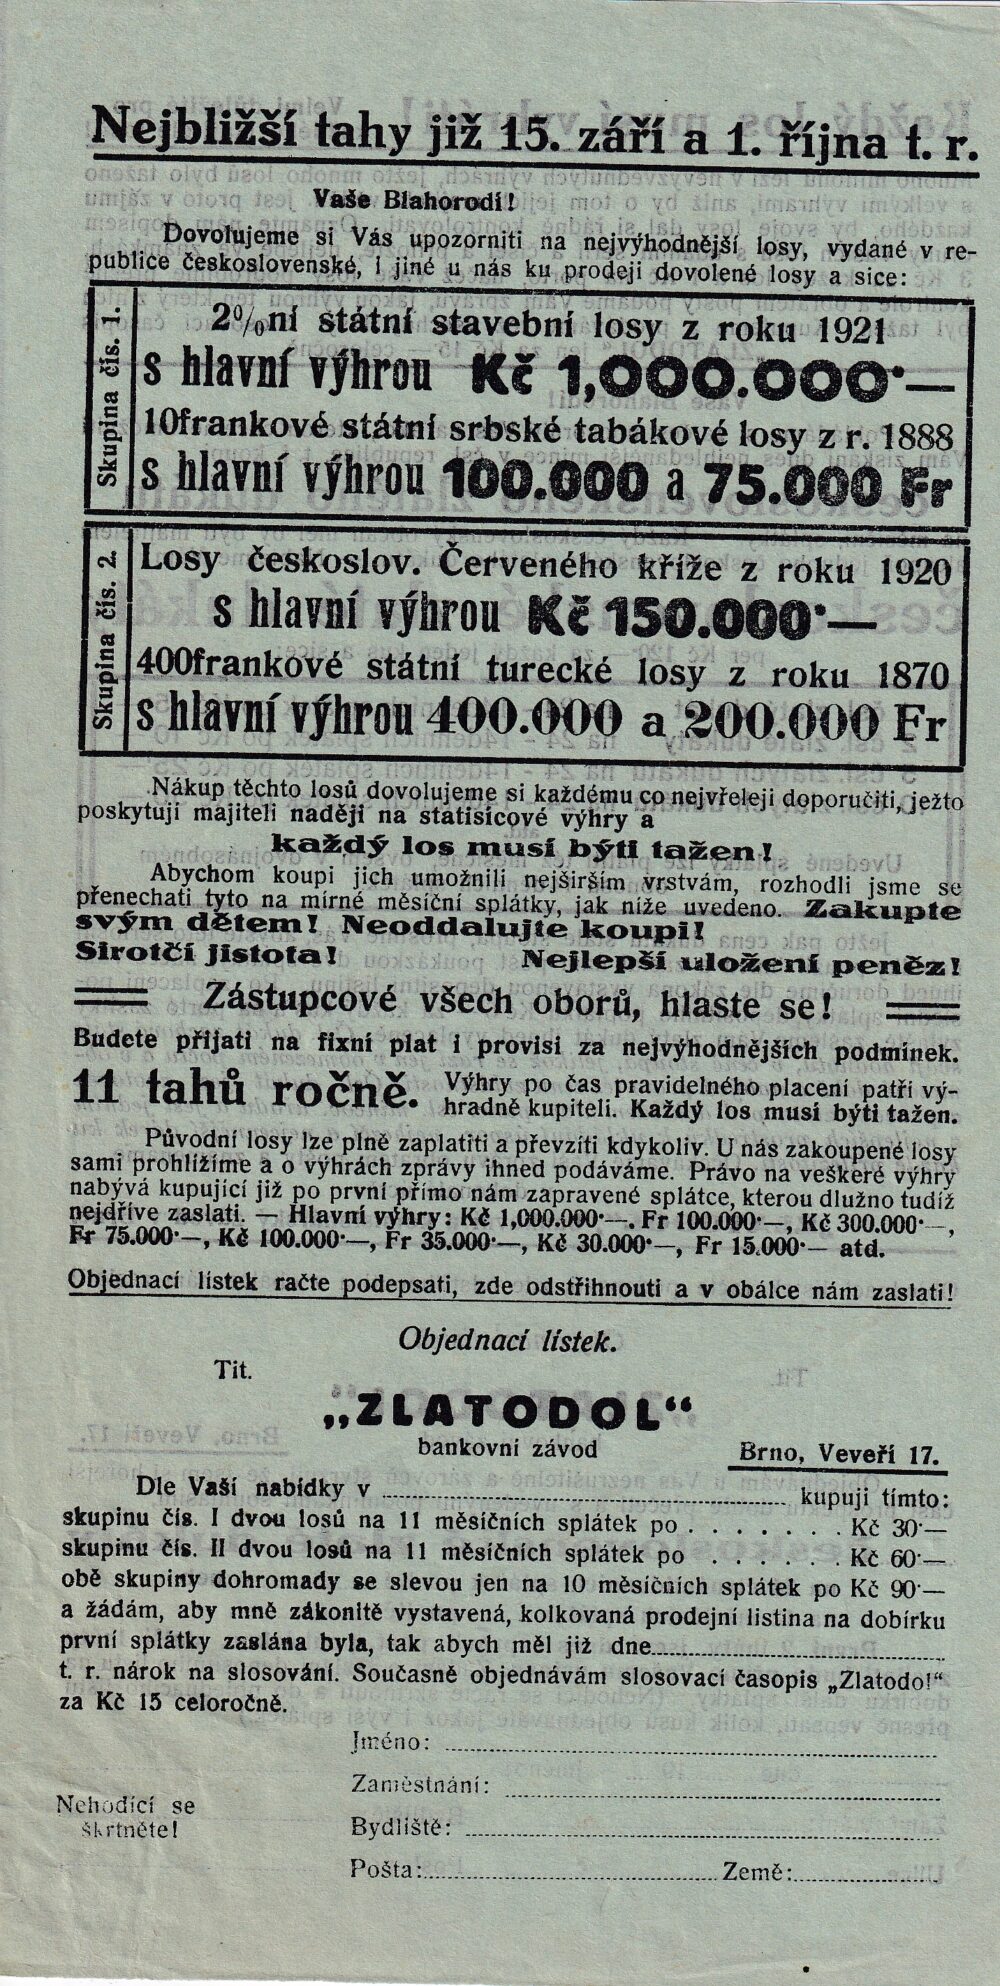 Nejbližší tahy již 15. září a 1. října t. r.
Vaše Blahorodí!
Dovolujeme si Vás upozorniti na nejvýhodnější losy, vydané v re-
publice československé, i jiné u nás ku prodeji dovolené losy a sice:
Skupina čís. 1.
2%ní státní stavební losy z roku 1921
s hlavní výhrou Kč 1,000.000·—
10frankové státní srbské tabákové losy z r. 1888
s hlavní výhrou 100.000 a 75.000 Fr
Skupina čís. 2.
Losy českoslov. Červeného kříže z roku 1920
s hlavní výhrou Kč 150.000·—
400frankové státní turecké losy z roku 1870
s hlavní výhrou 400.000 a 200.000 Fr
Nákup těchto losů dovolujeme si každému co nejvřeleji doporučiti, ježto
poskytují majiteli naději na statisícové výhry a
každý los musí býti tažen!
Abychom koupi jich umožnili nejširším vrstvám, rozhodli jsme se
přenechati tyto na mírné měsíční splátky, jak níže uvedeno. Zakupte
svým dětem! Neoddalujte koupi!
Sirotčí jistota! Nejlepší uložení peněz!
Zástupcové všech oborů, hlaste se!
Budete přijati na fixní plat i provisi za nejvýhodnějších podmínek.
11 tahů ročně. Výhry po čas pravidelného placení patří vý-
hradně kupiteli. Každý los musí býti tažen.
Původní losy lze plně zaplatiti a převzíti kdykoliv. U nás zakoupené losy
sami prohlížíme a o výhrách zprávy ihned podáváme. Právo na veškeré výhry
nabývá kupující již po první přímo nám zapravené splátce, kterou dlužno tudíž
nejdříve zaslati. — Hlavní výhry: Kč 1,000.000·—. Fr 100.000·—, Kč 300.000·—,
Fr 75.000·—, Kč 100.000·—, Fr 35.000·—, Kč 30.000·—, Fr 15.000·— atd.
Objednací lístek račte podepsati, zde odstřihnouti a v obálce nám zaslati!
Objednací lístek.
Tit.
„ZLATODOL“
bankovní závod
Brno, Veveří 17.
Dle Vaší nabídky v ........ kupuji tímto:
skupinu čís. I dvou losů na 11 měsíčních splátek po . . . . . . . Kč 30·—
skupinu čís. II dvou losů na 11 měsíčních splátek po . . . . . . Kč 60·—
obě skupiny dohromady se slevou jen na 10 měsíčních splátek po Kč 90·—
a žádám, aby mně zákonitě vystavená, kolkovaná prodejní listina na dobírku
první splátky zaslána byla, tak abych měl již dne........
t. r. nárok na slosování. Současně objednávám slosovací časopis „Zlatodol“
za Kč 15 celoročně.
Jméno: ........
Zaměstnání: ........
Nehodící se
škrtněte!
Bydliště: ........
Pošta: ........ Země: ........